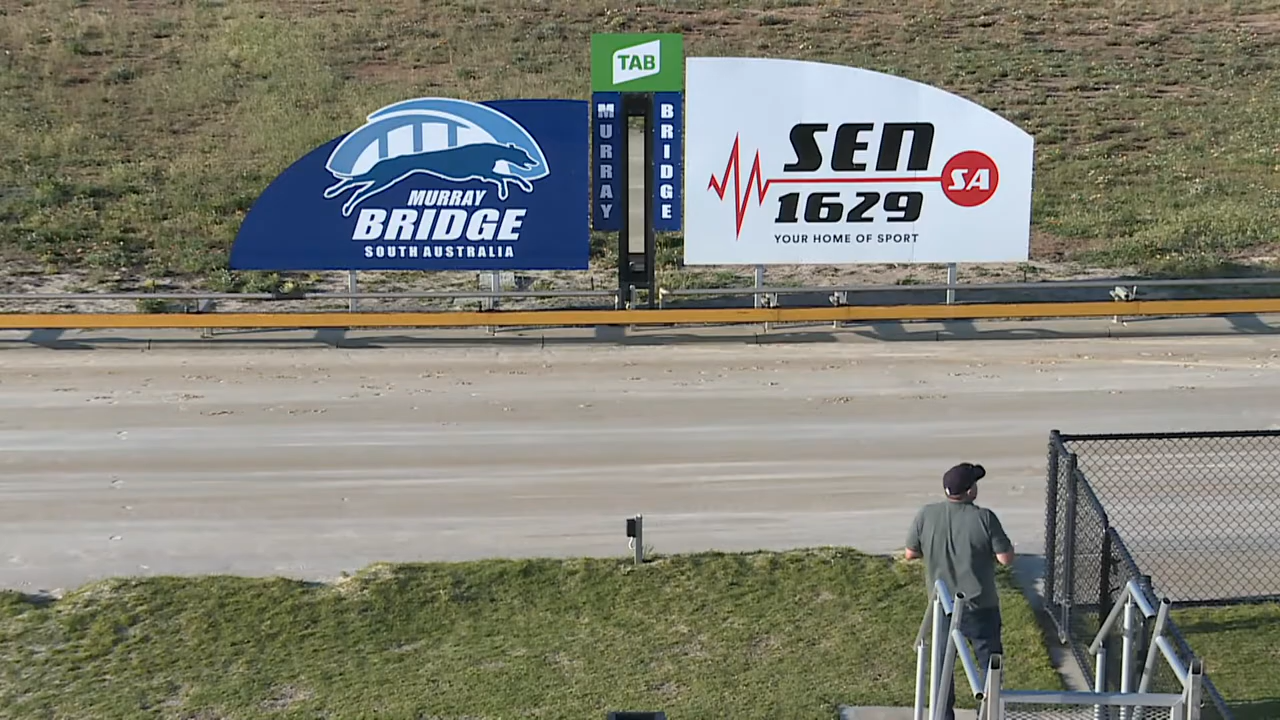 TAB
MURRAY
BRIDGE
MURRAY
BRIDGE
SOUTH AUSTRALIA
SEN
SA
1629
YOUR HOME OF SPORT